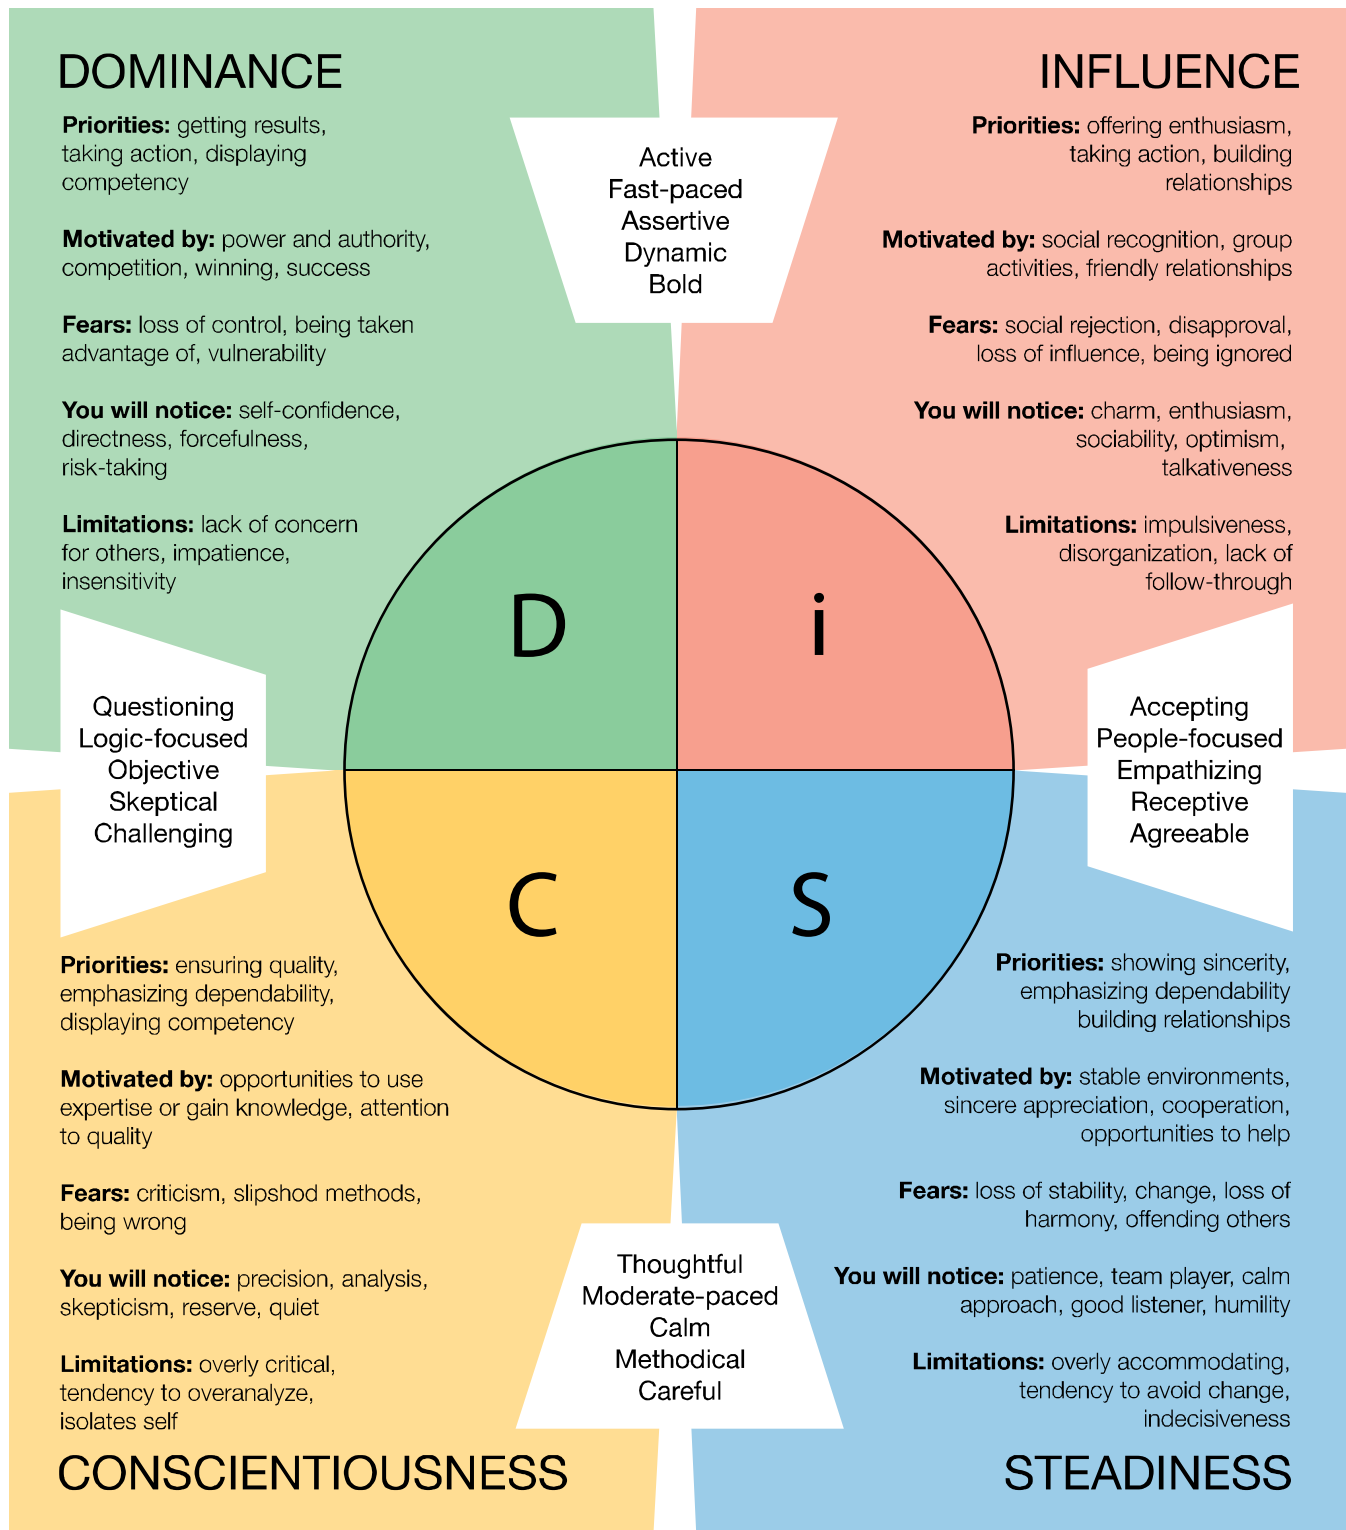 DOMINANCE
Priorities: getting results,
taking action, displaying
competency
Motivated by: power and authority,
competition, winning, success
Fears: loss of control, being taken
advantage of, vulnerability
You will notice: self-confidence,
directness, forcefulness,
risk-taking
Limitations: lack of concern
for others, impatience,
insensitivity
Active
Fast-paced
Assertive
Dynamic
Bold
INFLUENCE
Priorities: offering enthusiasm,
taking action, building
relationships
Motivated by: social recognition, group
activities, friendly relationships
Fears: social rejection, disapproval,
loss of influence, being ignored
You will notice: charm, enthusiasm,
sociability, optimism,
talkativeness
Limitations: impulsiveness,
disorganization, lack of
follow-through
D
i
Questioning
Logic-focused
Objective
Skeptical
Challenging
Accepting
People-focused
Empathizing
Receptive
Agreeable
C
S
Priorities: ensuring quality,
emphasizing dependability,
displaying competency
Motivated by: opportunities to use
expertise or gain knowledge, attention
to quality
Fears: criticism, slipshod methods,
being wrong
You will notice: precision, analysis,
skepticism, reserve, quiet
Limitations: overly critical,
tendency to overanalyze,
isolates self
CONSCIENTIOUSNESS
Thoughtful
Moderate-paced
Calm
Methodical
Careful
Priorities: showing sincerity,
emphasizing dependability
building relationships
Motivated by: stable environments,
sincere appreciation, cooperation,
opportunities to help
Fears: loss of stability, change, loss of
harmony, offending others
You will notice: patience, team player, calm
approach, good listener, humility
Limitations: overly accommodating,
tendency to avoid change,
indecisiveness
STEADINESS